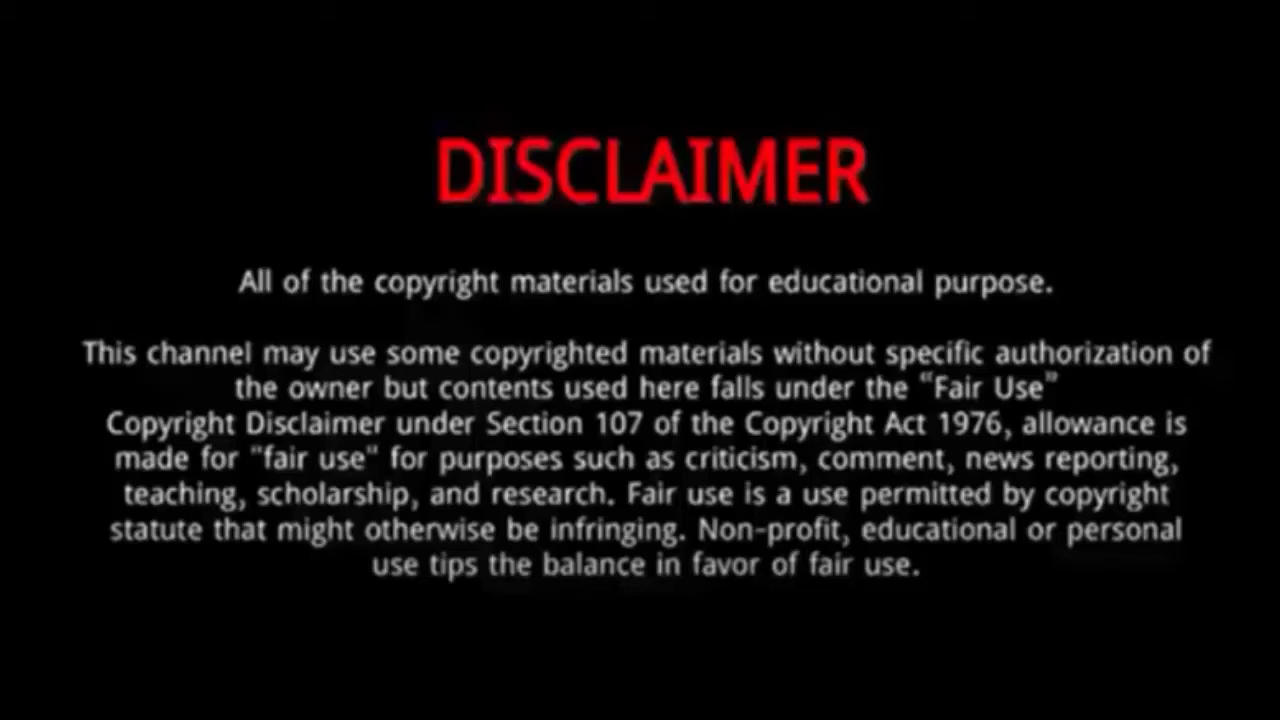 DISCLAIMER
All of the copyright materials used for educational purpose.
This channel may use some copyrighted materials without specific authorization of
the owner but contents used here falls under the “Fair Use”
Copyright Disclaimer under Section 107 of the Copyright Act 1976, allowance is
made for "fair use" for purposes such as criticism, comment, news reporting,
teaching, scholarship, and research. Fair use is a use permitted by copyright
statute that might otherwise be infringing. Non-profit, educational or personal
use tips the balance in favor of fair use.